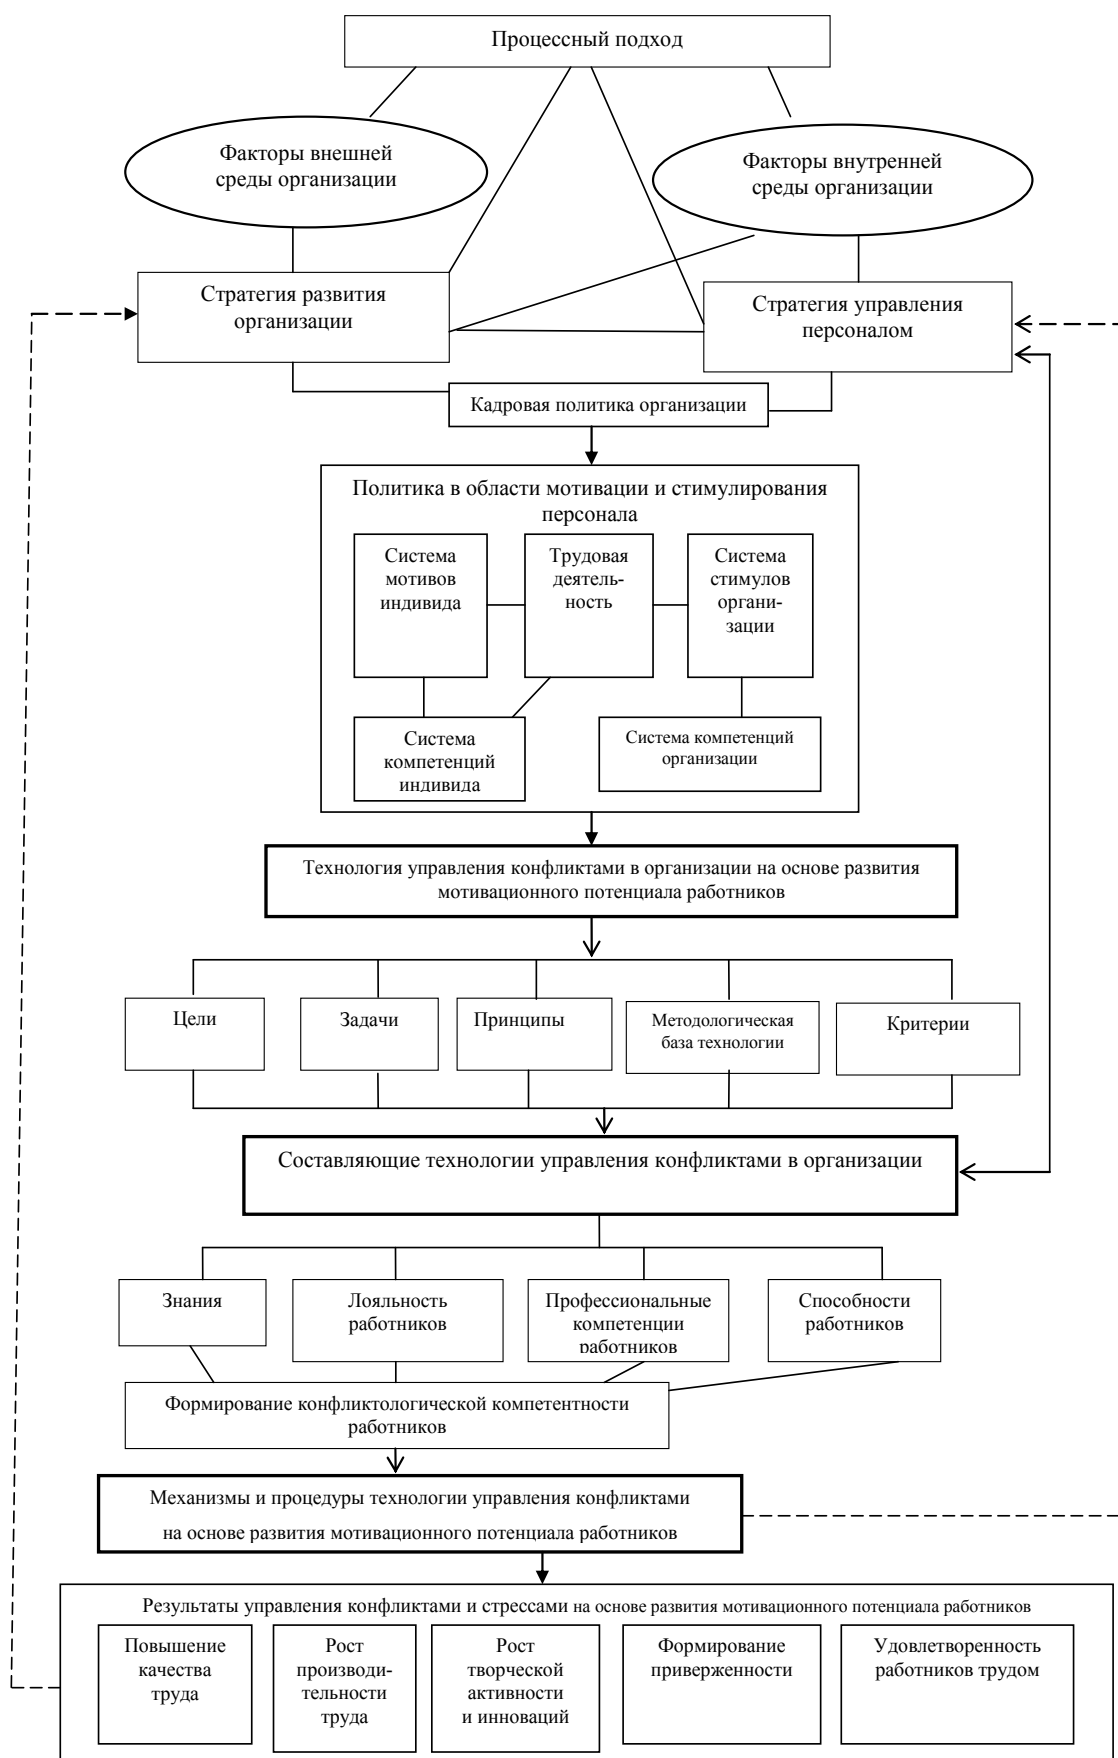 Процессный подход
Факторы внешней
среды организации
Факторы внутренней
среды организации
Стратегия развития
организации
Стратегия управления
персоналом
Кадровая политика организации
Политика в области мотивации и стимулирования
персонала
Система
мотивов
индивида
Трудовая
деятель-
ность
Система
стимулов
органи-
зации
Система
компетенций
индивида
Система компетенций
организации
Технология управления конфликтами в организации на основе развития
мотивационного потенциала работников
Цели
Задачи
Принципы
Методологическая
база технологии
Критерии
Составляющие технологии управления конфликтами в организации
Знания
Лояльность
работников
Профессиональные
компетенции
работников
Способности
работников
Формирование конфликтологической компетентности
работников
Механизмы и процедуры технологии управления конфликтами
на основе развития мотивационного потенциала работников
Результаты управления конфликтами и стрессами на основе развития мотивационного потенциала работников
Повышение
качества
труда
Рост
производи-
тельности
труда
Рост
творческой
активности
и инноваций
Формирование
приверженности
Удовлетворенность
работников трудом